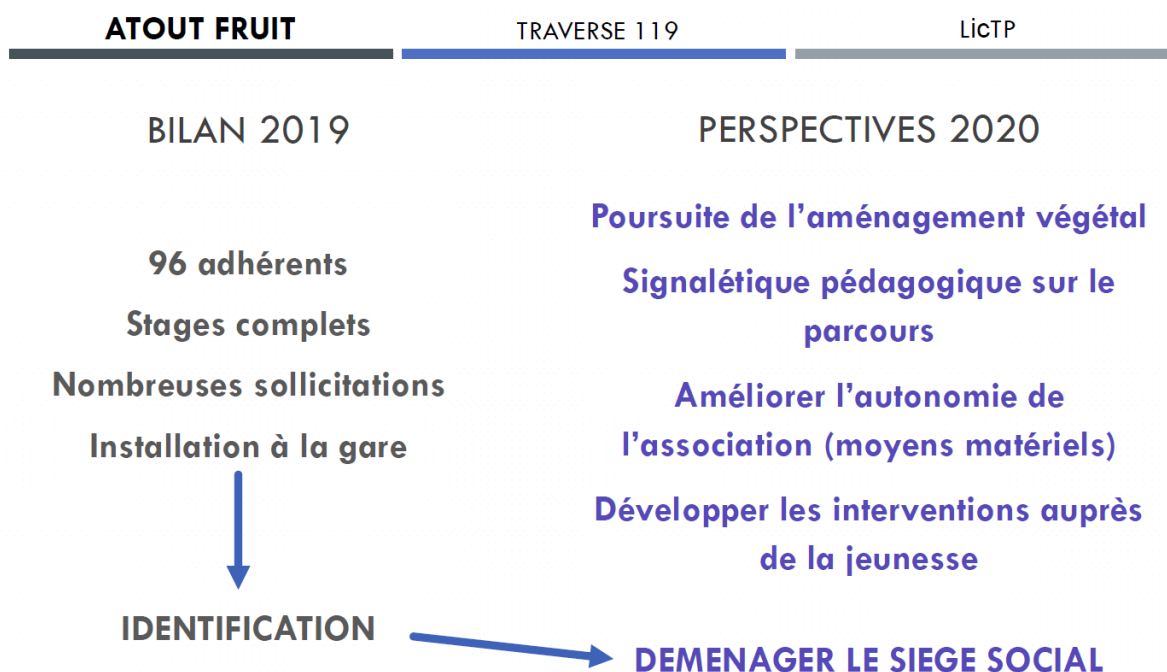 ATOUT FRUIT
TRAVERSE 119
LicTP
BILAN 2019
96 adhérents
Stages complets
Nombreuses sollicitations
Installation à la gare
IDENTIFICATION
PERSPECTIVES 2020
Poursuite de l’aménagement végétal
Signalétique pédagogique sur le
parcours
Améliorer l’autonomie de
l’association (moyens matériels)
Développer les interventions auprès
de la jeunesse
DEMENAGER LE SIEGE SOCIAL